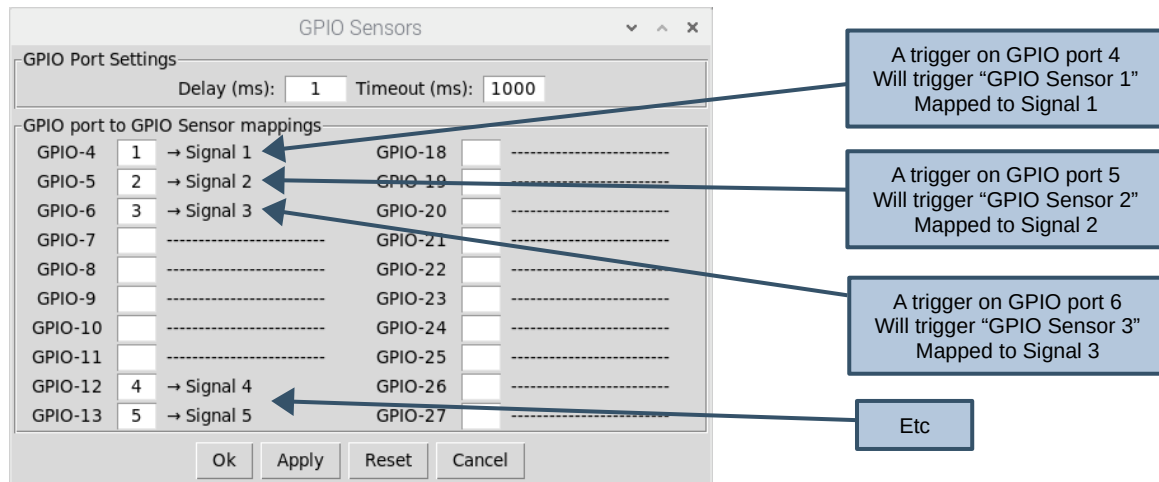 GPIO Sensors
GPIO Port Settings
Delay (ms): 1 Timeout (ms): 1000
GPIO port to GPIO Sensor mappings
GPIO-4 1 → Signal 1 GPIO-18 ---------------------------
GPIO-5 2 → Signal 2 GPIO-19 ---------------------------
GPIO-6 3 → Signal 3 GPIO-20 ---------------------------
GPIO-7 --------------------------- GPIO-21 ---------------------------
GPIO-8 --------------------------- GPIO-22 ---------------------------
GPIO-9 --------------------------- GPIO-23 ---------------------------
GPIO-10 --------------------------- GPIO-24 ---------------------------
GPIO-11 --------------------------- GPIO-25 ---------------------------
GPIO-12 4 → Signal 4 GPIO-26 ---------------------------
GPIO-13 5 → Signal 5 GPIO-27 ---------------------------
Ok Apply Reset Cancel
A trigger on GPIO port 4
Will trigger “GPIO Sensor 1”
Mapped to Signal 1
A trigger on GPIO port 5
Will trigger “GPIO Sensor 2”
Mapped to Signal 2
A trigger on GPIO port 6
Will trigger “GPIO Sensor 3”
Mapped to Signal 3
Etc